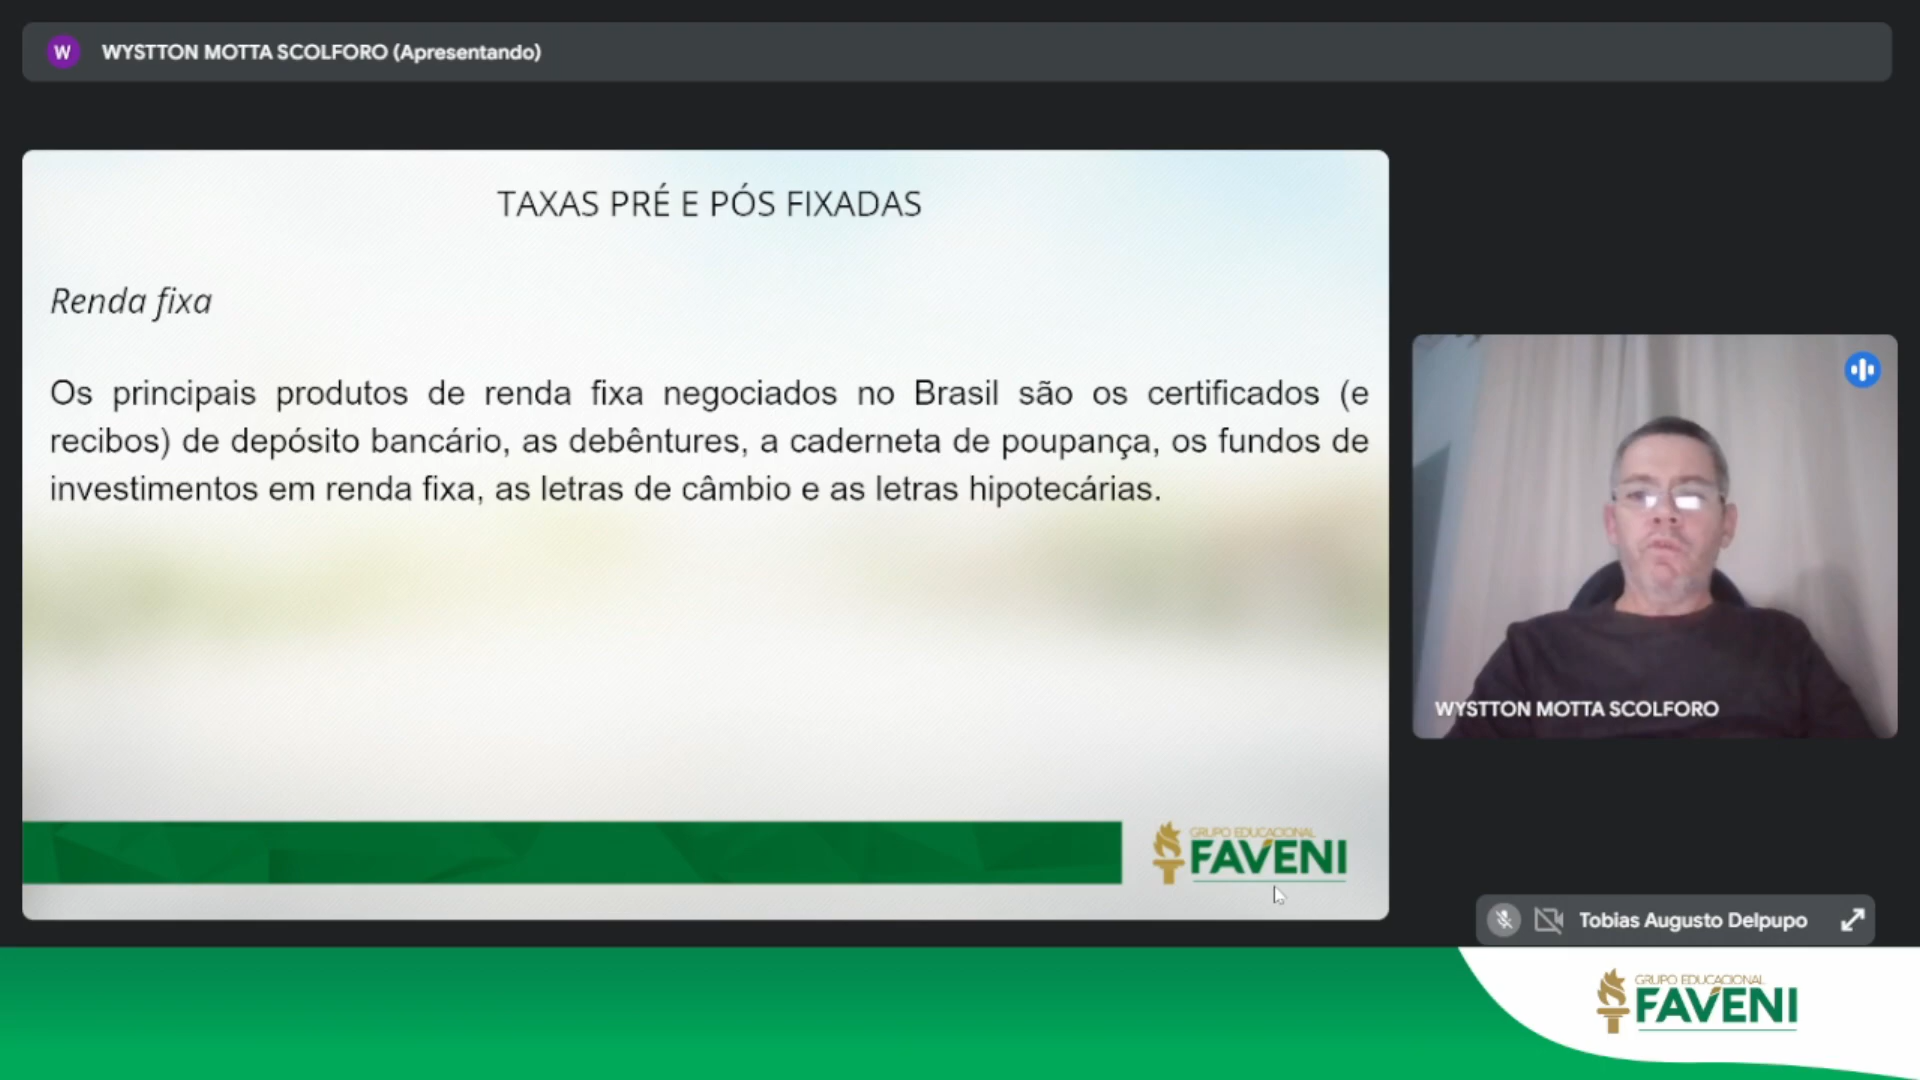 W WYSTTON MOTTA SCOLFORO (Apresentando)
TAXAS PRÉ E PÓS FIXADAS
Renda fixa
Os principais produtos de renda fixa negociados no Brasil são os certificados (e
recibos) de depósito bancário, as debêntures, a caderneta de poupança, os fundos de
investimentos em renda fixa, as letras de câmbio e as letras hipotecárias.
GRUPO EDUCACIONAL
FAVENI
WYSTTON MOTTA SCOLFORO
Tobias Augusto Delpupo
GRUPO EDUCACIONAL
FAVENI